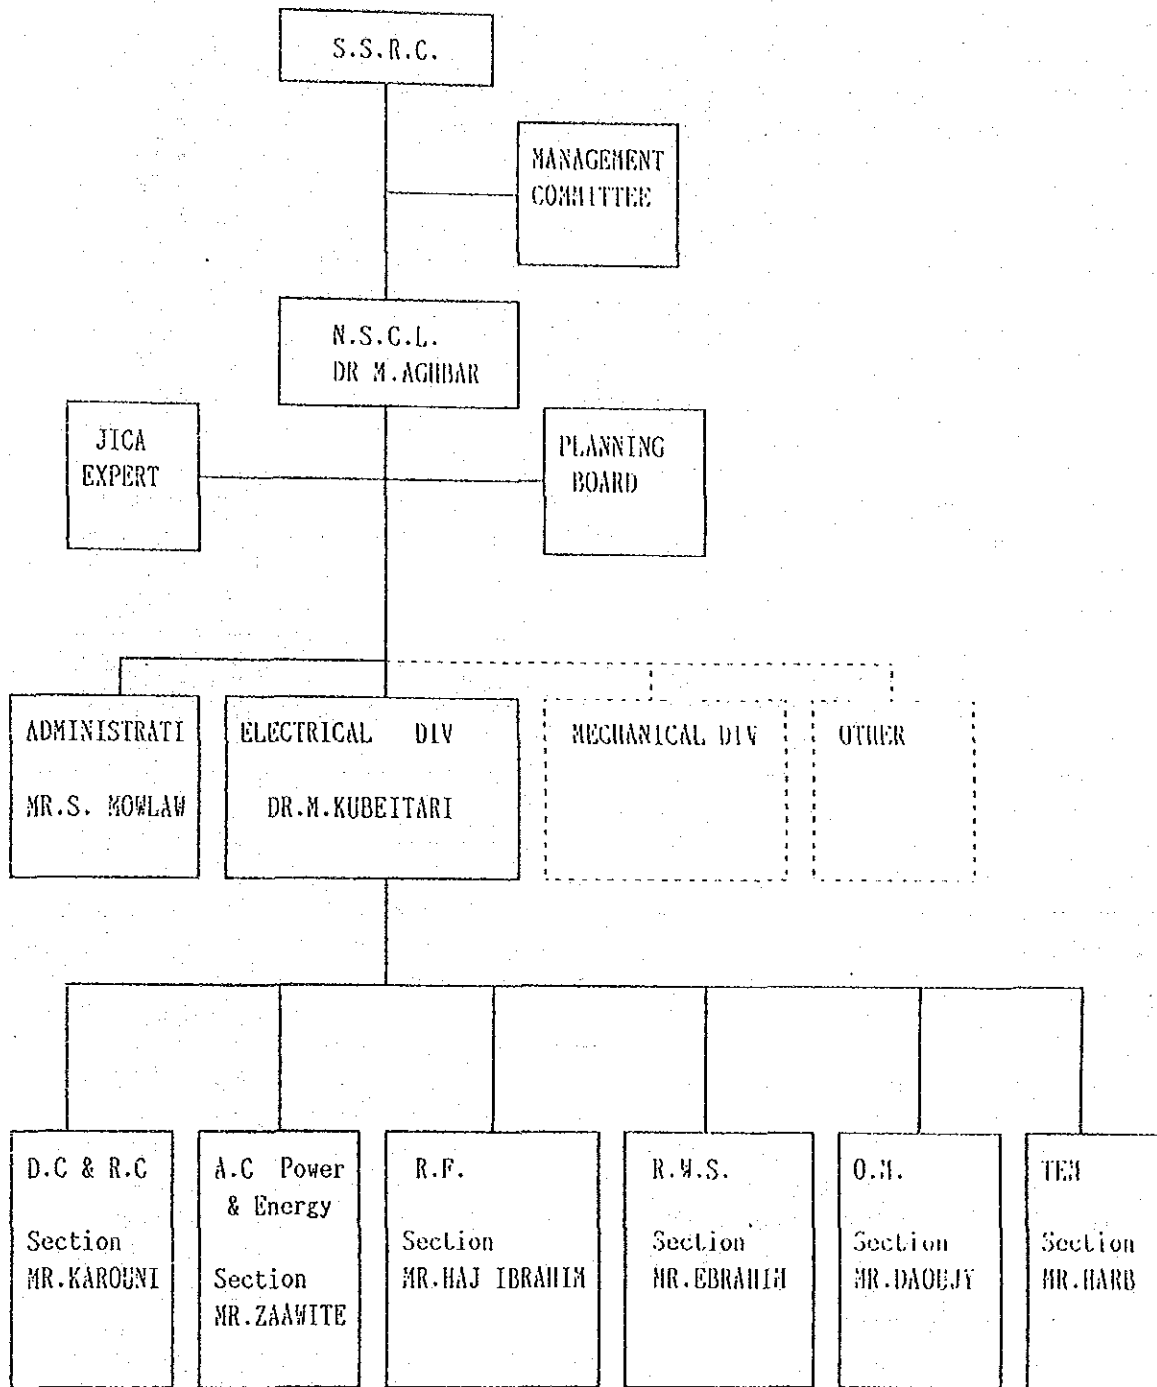 S.S.R.C.
MANAGEMENT
COMMITTEE
N.S.C.L.
DR M.AGHBAR
JICA
EXPERT
PLANNING
BOARD
ADMINISTRATI
MR.S. MOWLAW
ELECTRICAL DIV
DR.M.KUBEITARI
MECHANICAL DIV
OTHER
D.C & R.C
Section
MR.KAROUNI
A.C Power
& Energy
Section
MR.ZAAWITE
R.F.
Section
MR.HAJ IBRAHIM
R.W.S.
Section
MR.EBRAHIM
O.M.
Section
MR.DAOUJY
TEM
Section
MR.HARB